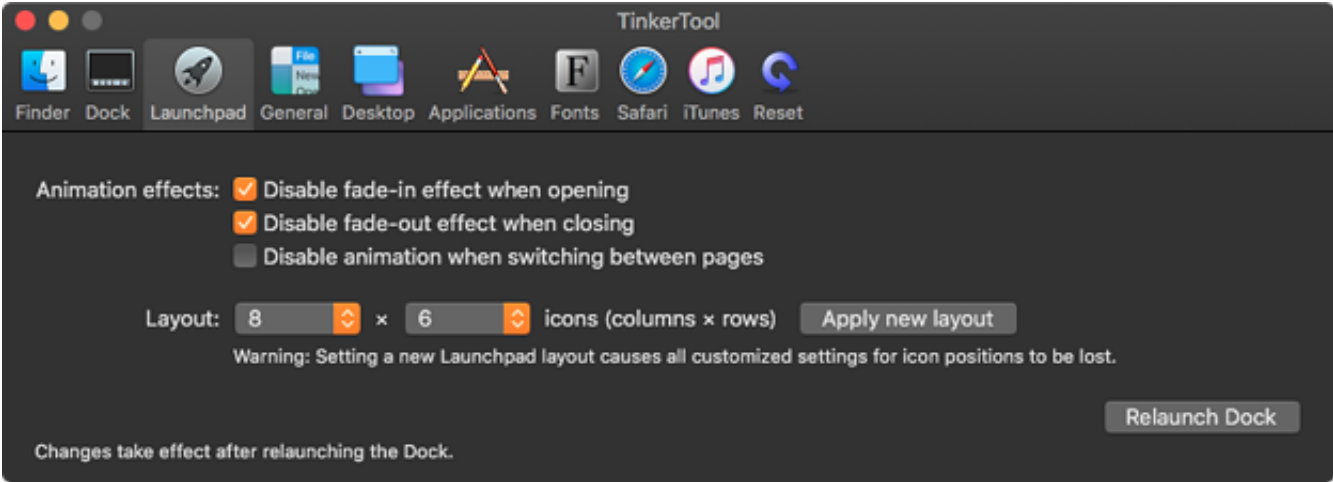 TinkerTool
Finder Dock Launchpad General Desktop Applications Fonts Safari iTunes Reset
Animation effects: Disable fade-in effect when opening
Disable fade-out effect when closing
Disable animation when switching between pages
Layout: 8 × 6 icons (columns × rows) Apply new layout
Warning: Setting a new Launchpad layout causes all customized settings for icon positions to be lost.
Relaunch Dock
Changes take effect after relaunching the Dock.